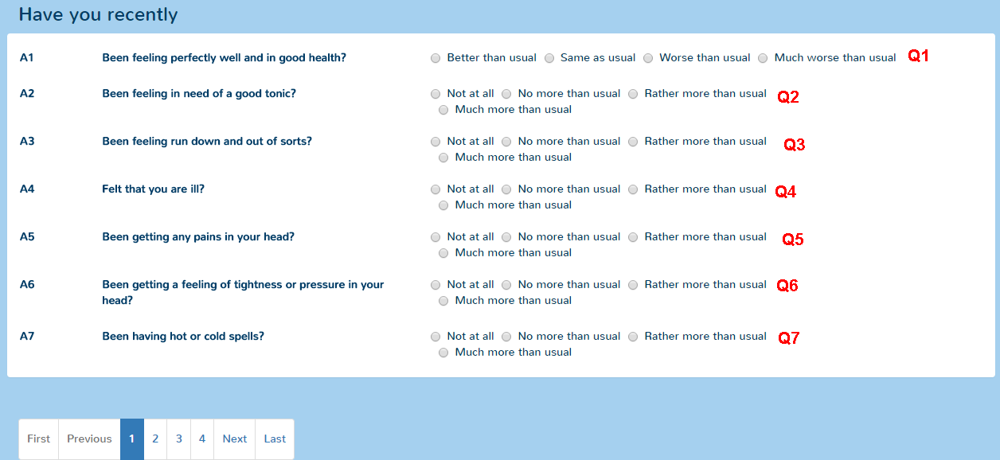 Have you recently
A1 Been feeling perfectly well and in good health? Better than usual Same as usual Worse than usual Much worse than usual Q1
A2 Been feeling in need of a good tonic? Not at all No more than usual Rather more than usual Q2
Much more than usual
A3 Been feeling run down and out of sorts? Not at all No more than usual Rather more than usual Q3
Much more than usual
A4 Felt that you are ill? Not at all No more than usual Rather more than usual Q4
Much more than usual
A5 Been getting any pains in your head? Not at all No more than usual Rather more than usual Q5
Much more than usual
A6 Been getting a feeling of tightness or pressure in your Not at all No more than usual Rather more than usual Q6
head? Much more than usual
A7 Been having hot or cold spells? Not at all No more than usual Rather more than usual Q7
Much more than usual
First Previous 1 2 3 4 Next Last